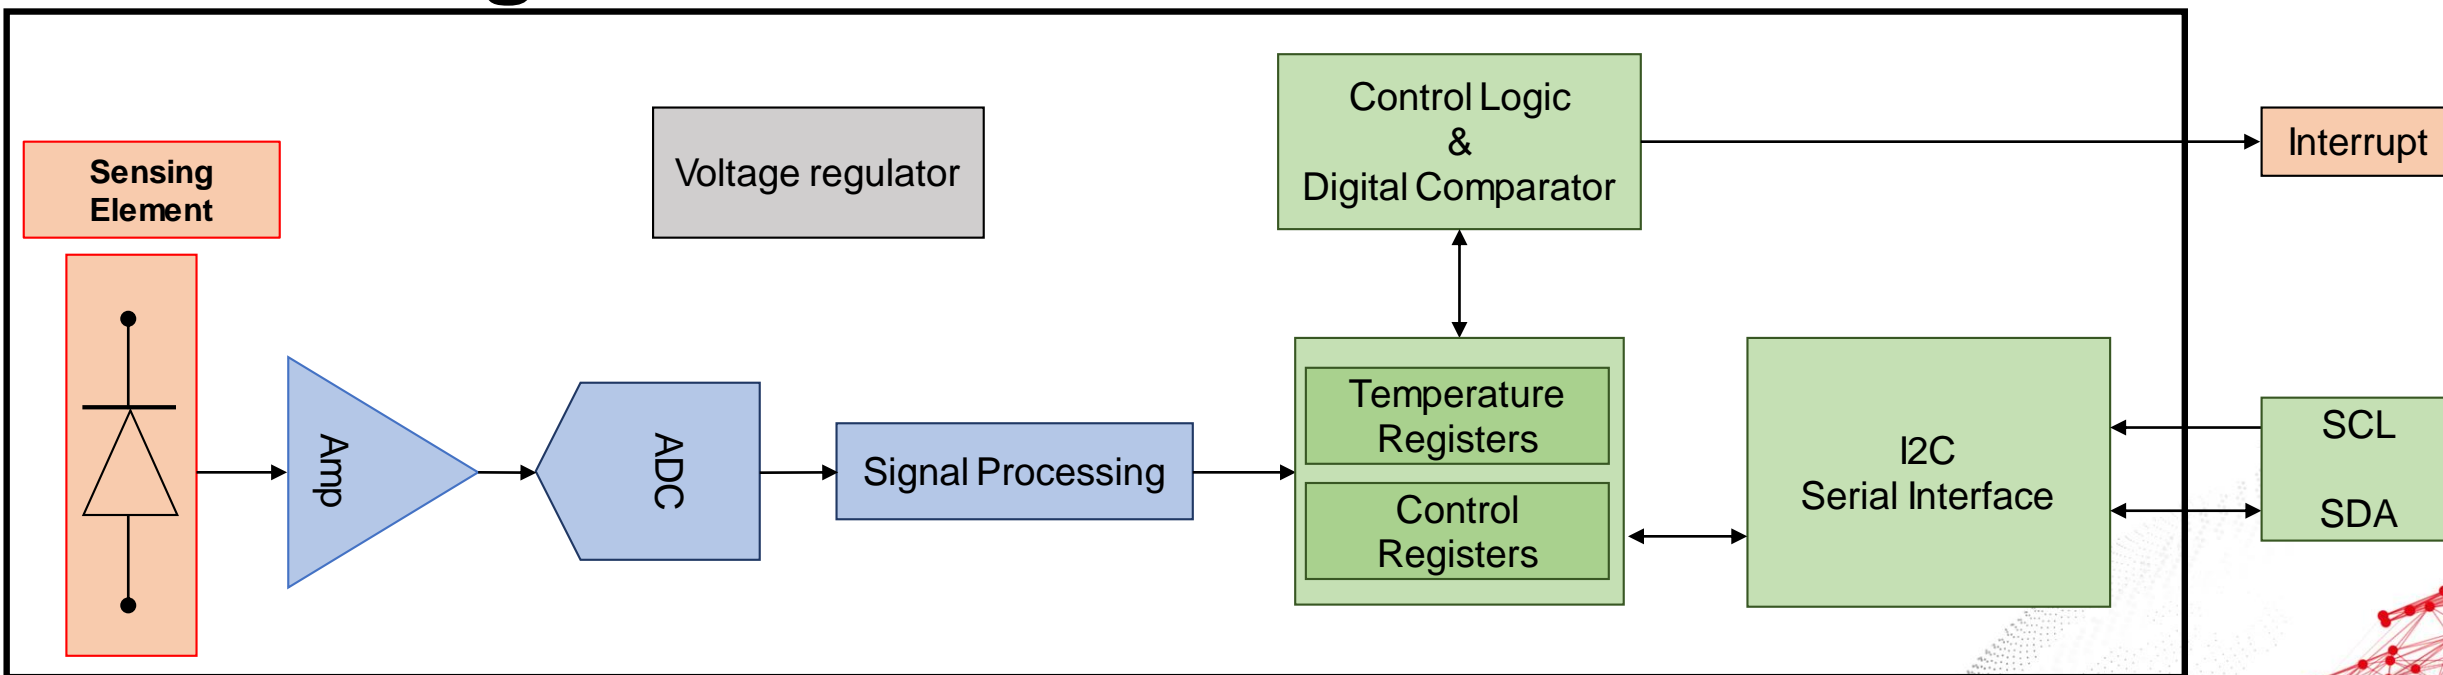 Sensing
Element
Voltage regulator
Control Logic
&
Digital Comparator
Interrupt
Amp
ADC
Signal Processing
Temperature
Registers
Control
Registers
I2C
Serial Interface
SCL
SDA